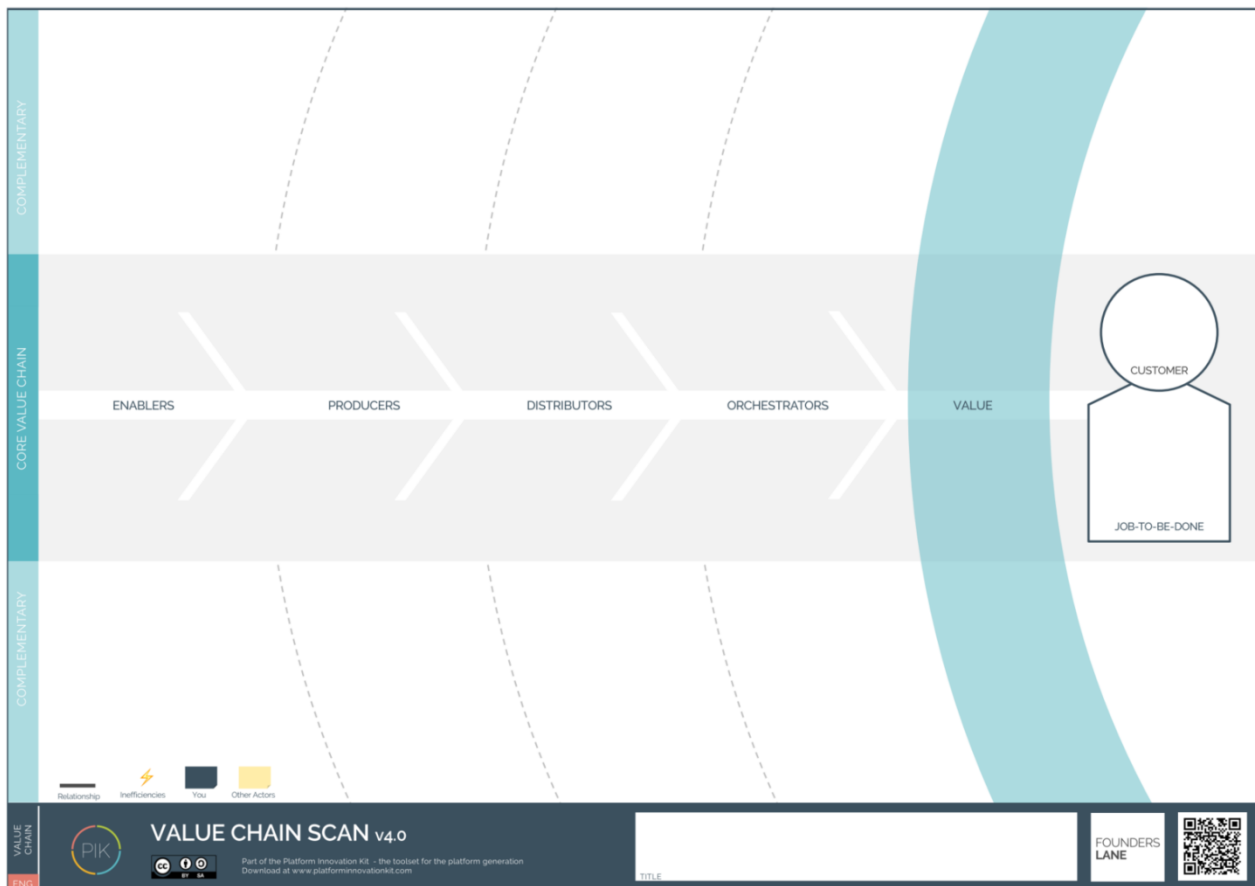 COMPLEMENTARY
CORE VALUE CHAIN
COMPLEMENTARY
ENABLERS
PRODUCERS
DISTRIBUTORS
ORCHESTRATORS
VALUE
CUSTOMER
JOB-TO-BE-DONE
Relationship
Inefficiencies
You
Other Actors
VALUE
CHAIN
ENG
PIK
VALUE CHAIN SCAN v4.0
cc
BY SA
Part of the Platform Innovation Kit - the toolset for the platform generation
Download at www.platforminnovationkit.com
TITLE
FOUNDERS
LANE